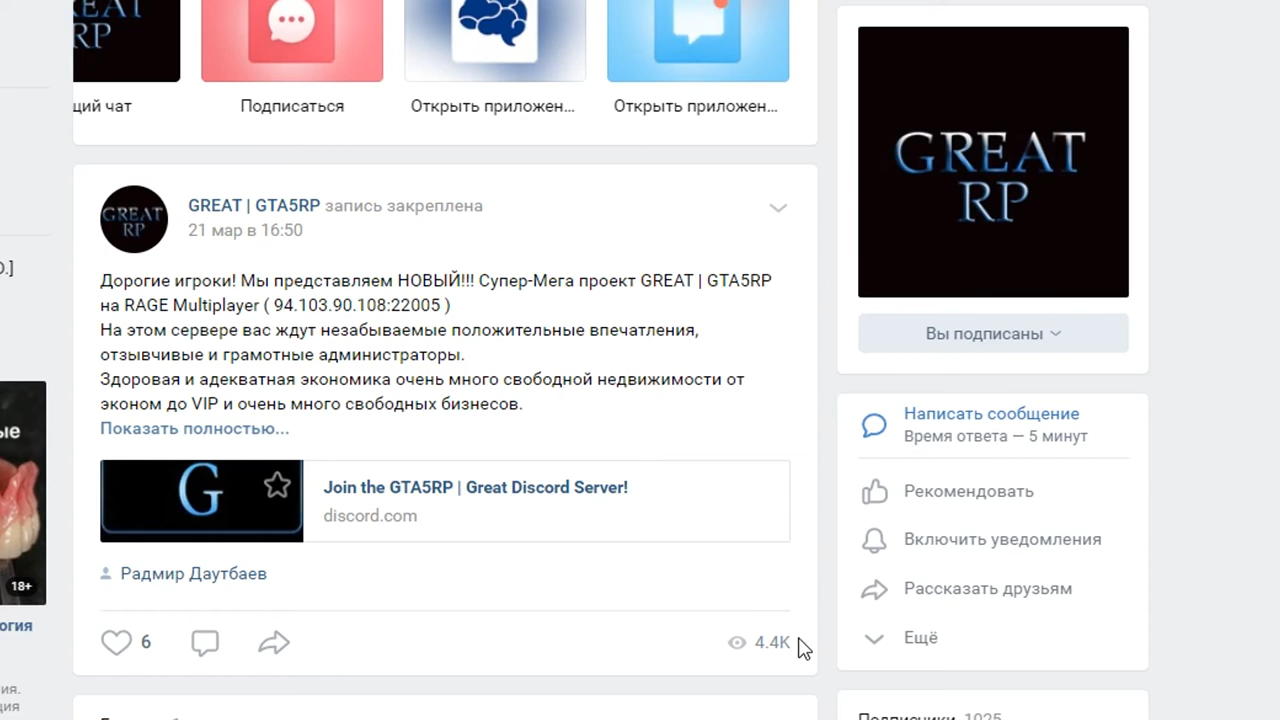 EAT
RP
щий чат
Подписаться
Открыть приложен...
Открыть приложен...
GREAT
RP
GREAT | GTA5RP запись закреплена
21 мар в 16:50
Дорогие игроки! Мы представляем НОВЫЙ!!! Супер-Мега проект GREAT | GTA5RP
на RAGE Multiplayer ( 94.103.90.108:22005 )
На этом сервере вас ждут незабываемые положительные впечатления,
отзывчивые и грамотные администраторы.
Здоровая и адекватная экономика очень много свободной недвижимости от
эконом до VIP и очень много свободных бизнесов.
Показать полностью...
G
Join the GTA5RP | Great Discord Server!
discord.com
Радмир Даутбаев
6
4.4K
GREAT
RP
Вы подписаны
Написать сообщение
Время ответа — 5 минут
Рекомендовать
Включить уведомления
Рассказать друзьям
Ещё
Подписчики 1025
О.]
ые
18+
огия
ия.
ция